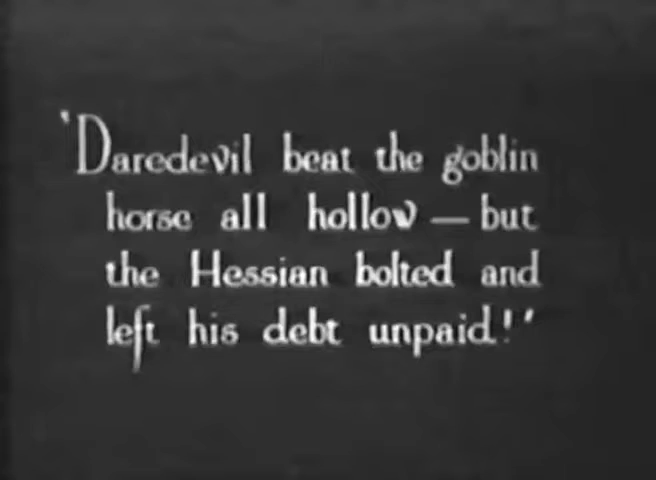 'Daredevil beat the goblin
horse all hollow — but
the Hessian bolted and
left his debt unpaid!'